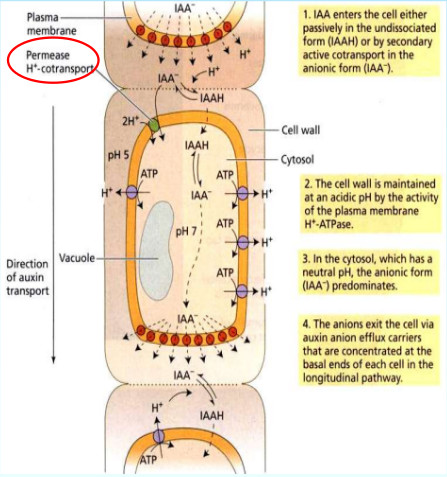 IAA⁻
Plasma
membrane
Permease
H⁺-cotransport
H⁺
IAA⁻
H⁺
IAAH
2H⁺
Cell wall
pH 5
IAAH
Cytosol
ATP
ATP
H⁺
H⁺
IAA⁻
ATP
pH 7
H⁺
Vacuole
Direction
of auxin
transport
ATP
H⁺
IAA⁻
IAA⁻
H⁺
IAAH
ATP
1. IAA enters the cell either
passively in the undissociated
form (IAAH) or by secondary
active cotransport in the
anionic form (IAA⁻).
2. The cell wall is maintained
at an acidic pH by the activity
of the plasma membrane
H⁺-ATPase.
3. In the cytosol, which has a
neutral pH, the anionic form
(IAA⁻) predominates.
4. The anions exit the cell via
auxin anion efflux carriers
that are concentrated at the
basal ends of each cell in the
longitudinal pathway.